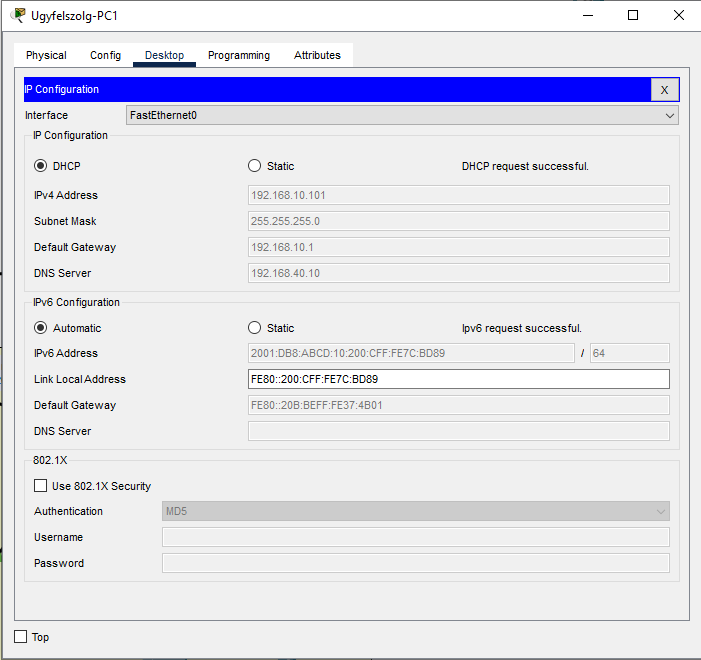 Ugyfelszolg-PC1
Physical Config Desktop Programming Attributes
IP Configuration X
Interface FastEthernet0
IP Configuration
DHCP Static DHCP request successful.
IPv4 Address 192.168.10.101
Subnet Mask 255.255.255.0
Default Gateway 192.168.10.1
DNS Server 192.168.40.10
IPv6 Configuration
Automatic Static Ipv6 request successful.
IPv6 Address 2001:DB8:ABCD:10:200:CFF:FE7C:BD89 / 64
Link Local Address FE80::200:CFF:FE7C:BD89
Default Gateway FE80::20B:BEFF:FE37:4B01
DNS Server
802.1X
Use 802.1X Security
Authentication MD5
Username
Password
Top